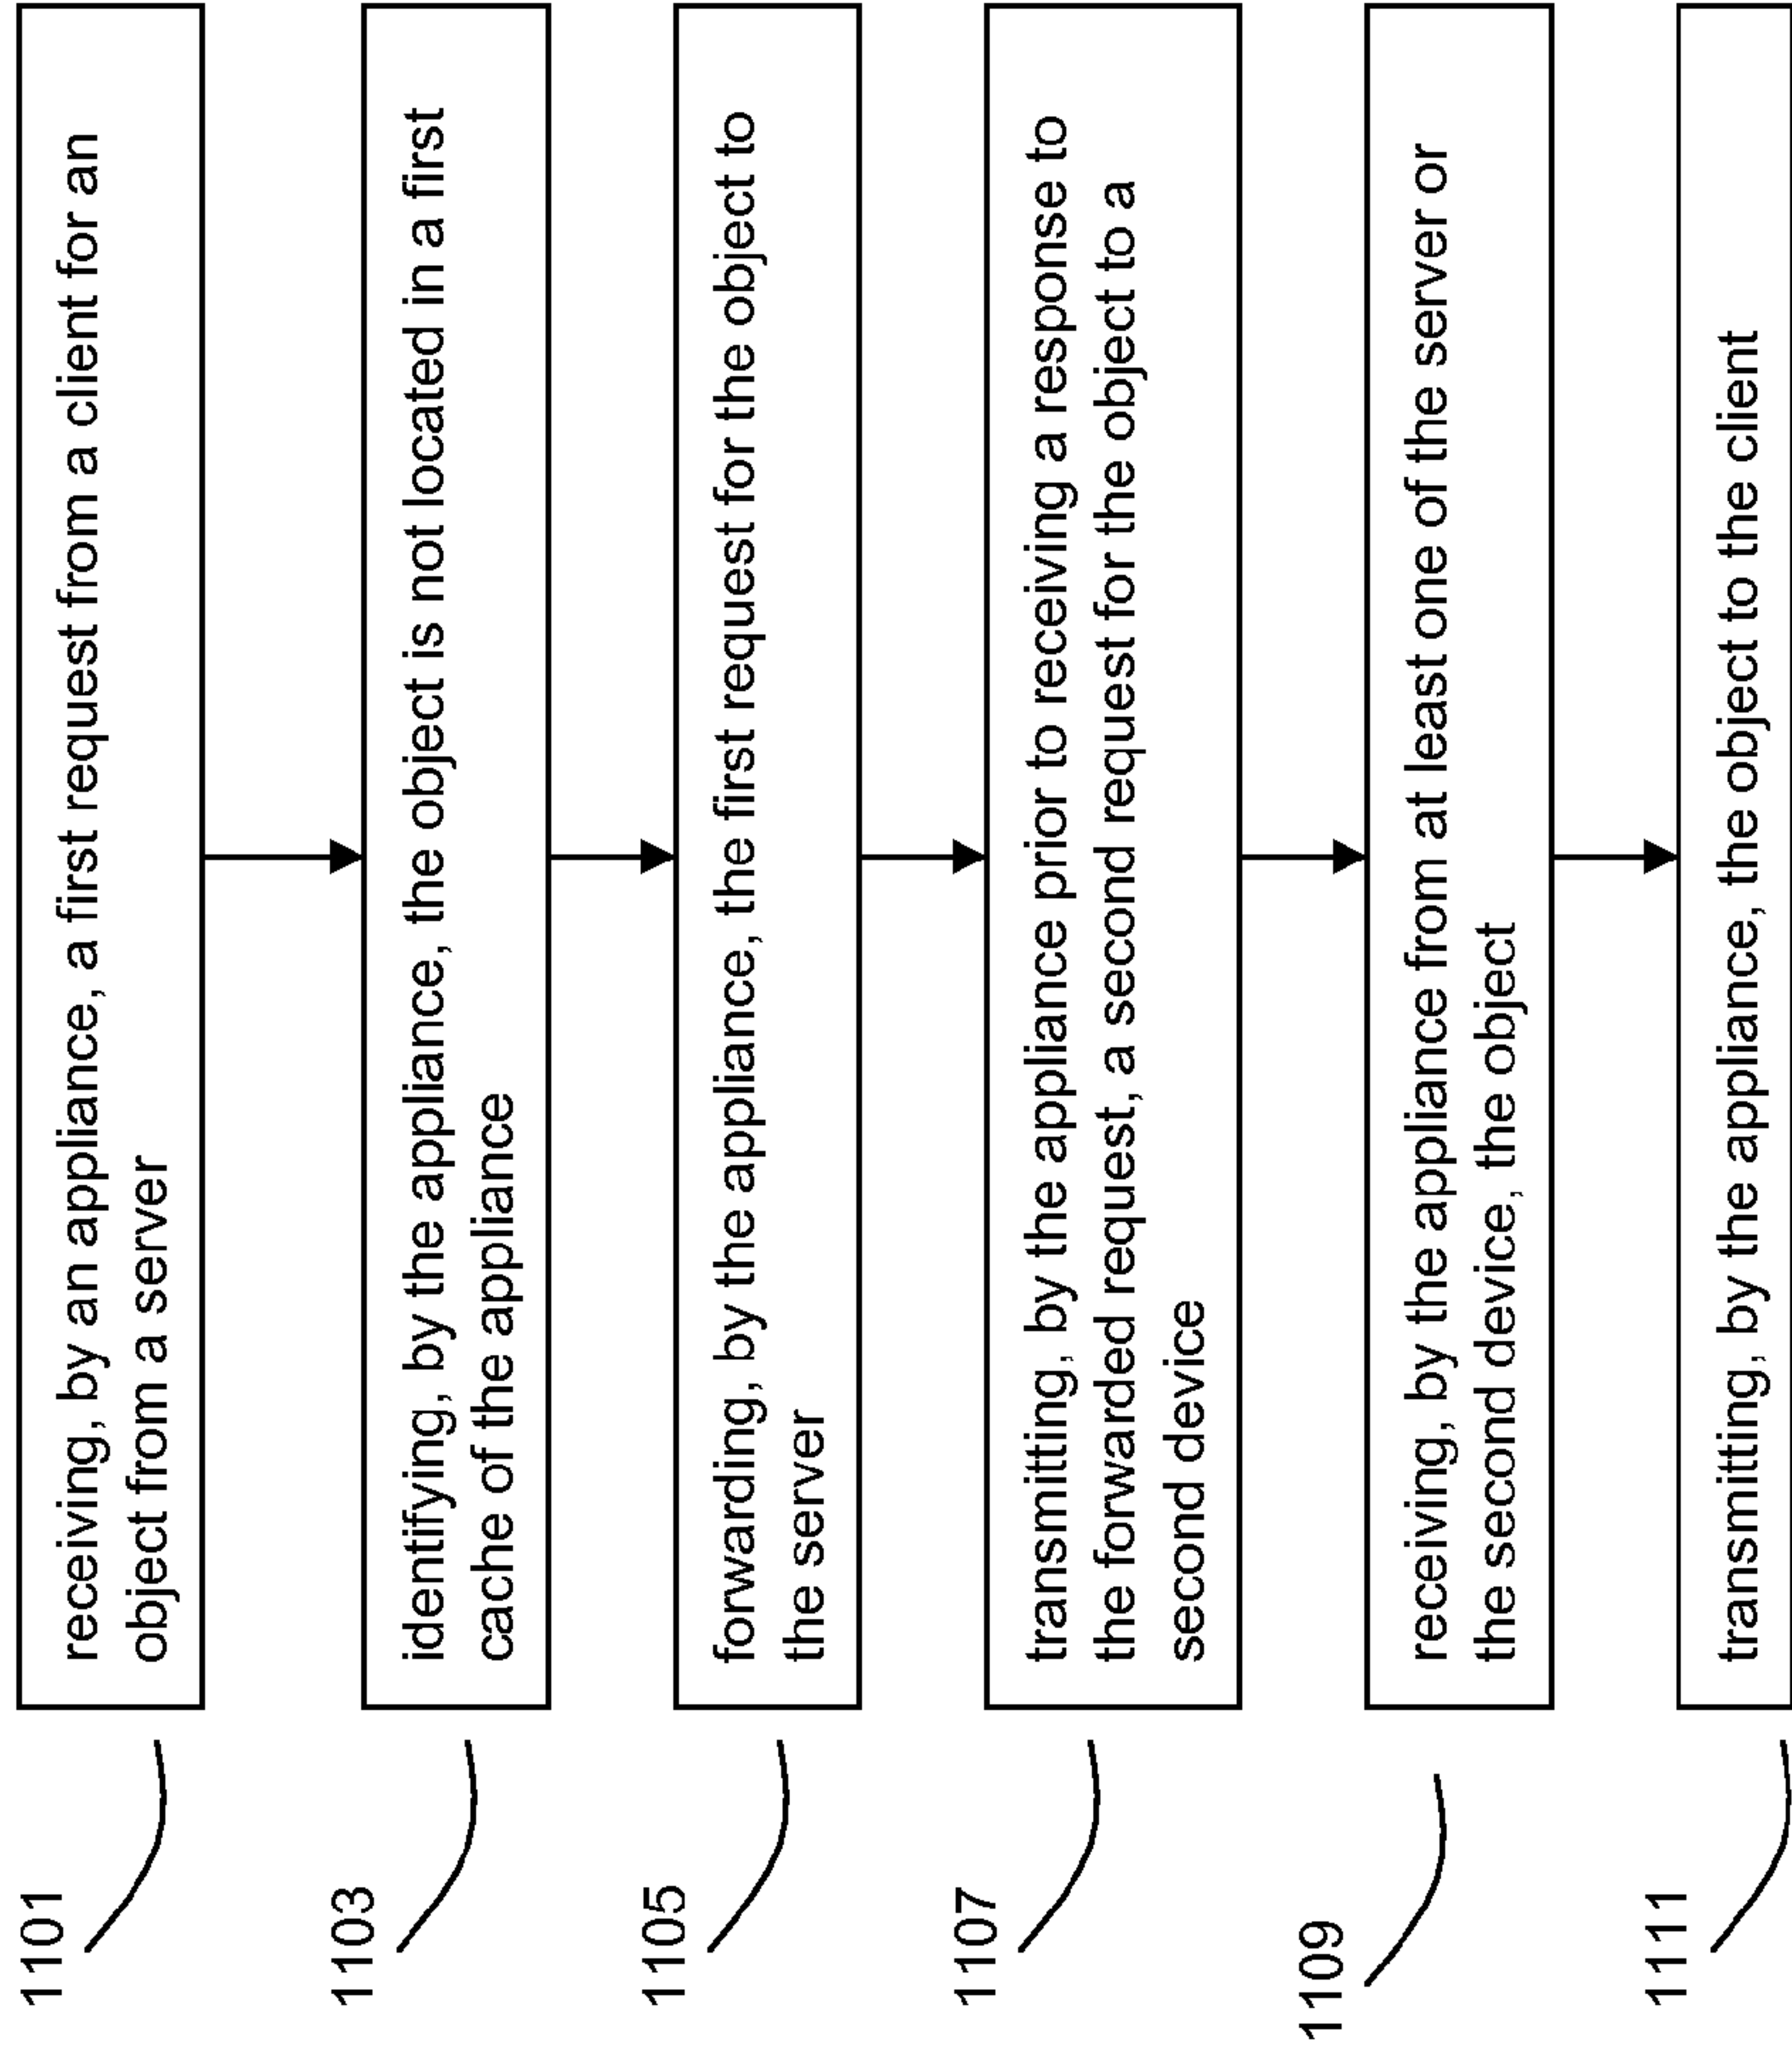 1101
receiving, by an appliance, a first request from a client for an
object from a server
1103
identifying, by the appliance, the object is not located in a first
cache of the appliance
1105
forwarding, by the appliance, the first request for the object to
the server
1107
transmitting, by the appliance prior to receiving a response to
the forwarded request, a second request for the object to a
second device
1109
receiving, by the appliance from at least one of the server or
the second device, the object
1111
transmitting, by the appliance, the object to the client